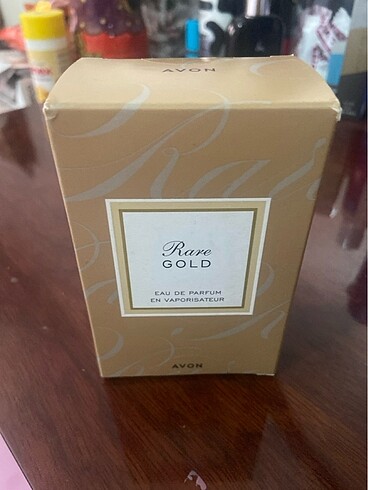 AVON
Rare
GOLD
EAU DE PARFUM
EN VAPORISATEUR
AVON